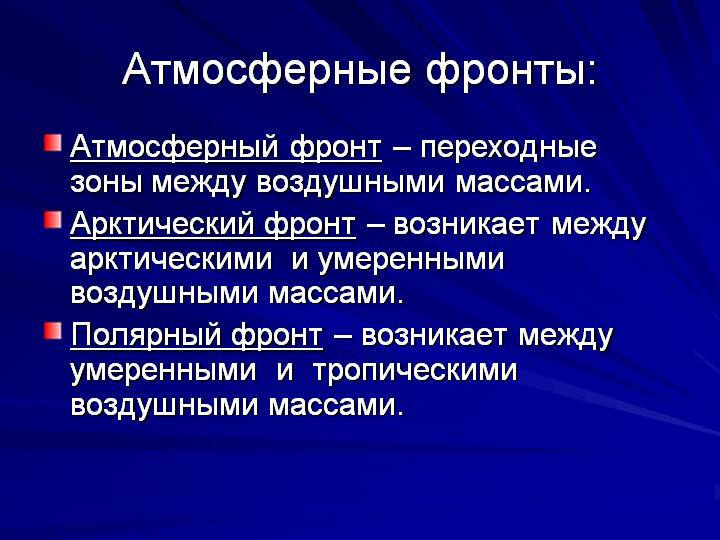 Атмосферные фронты:
Атмосферный фронт – переходные
зоны между воздушными массами.
Арктический фронт – возникает между
арктическими и умеренными
воздушными массами.
Полярный фронт – возникает между
умеренными и тропическими
воздушными массами.